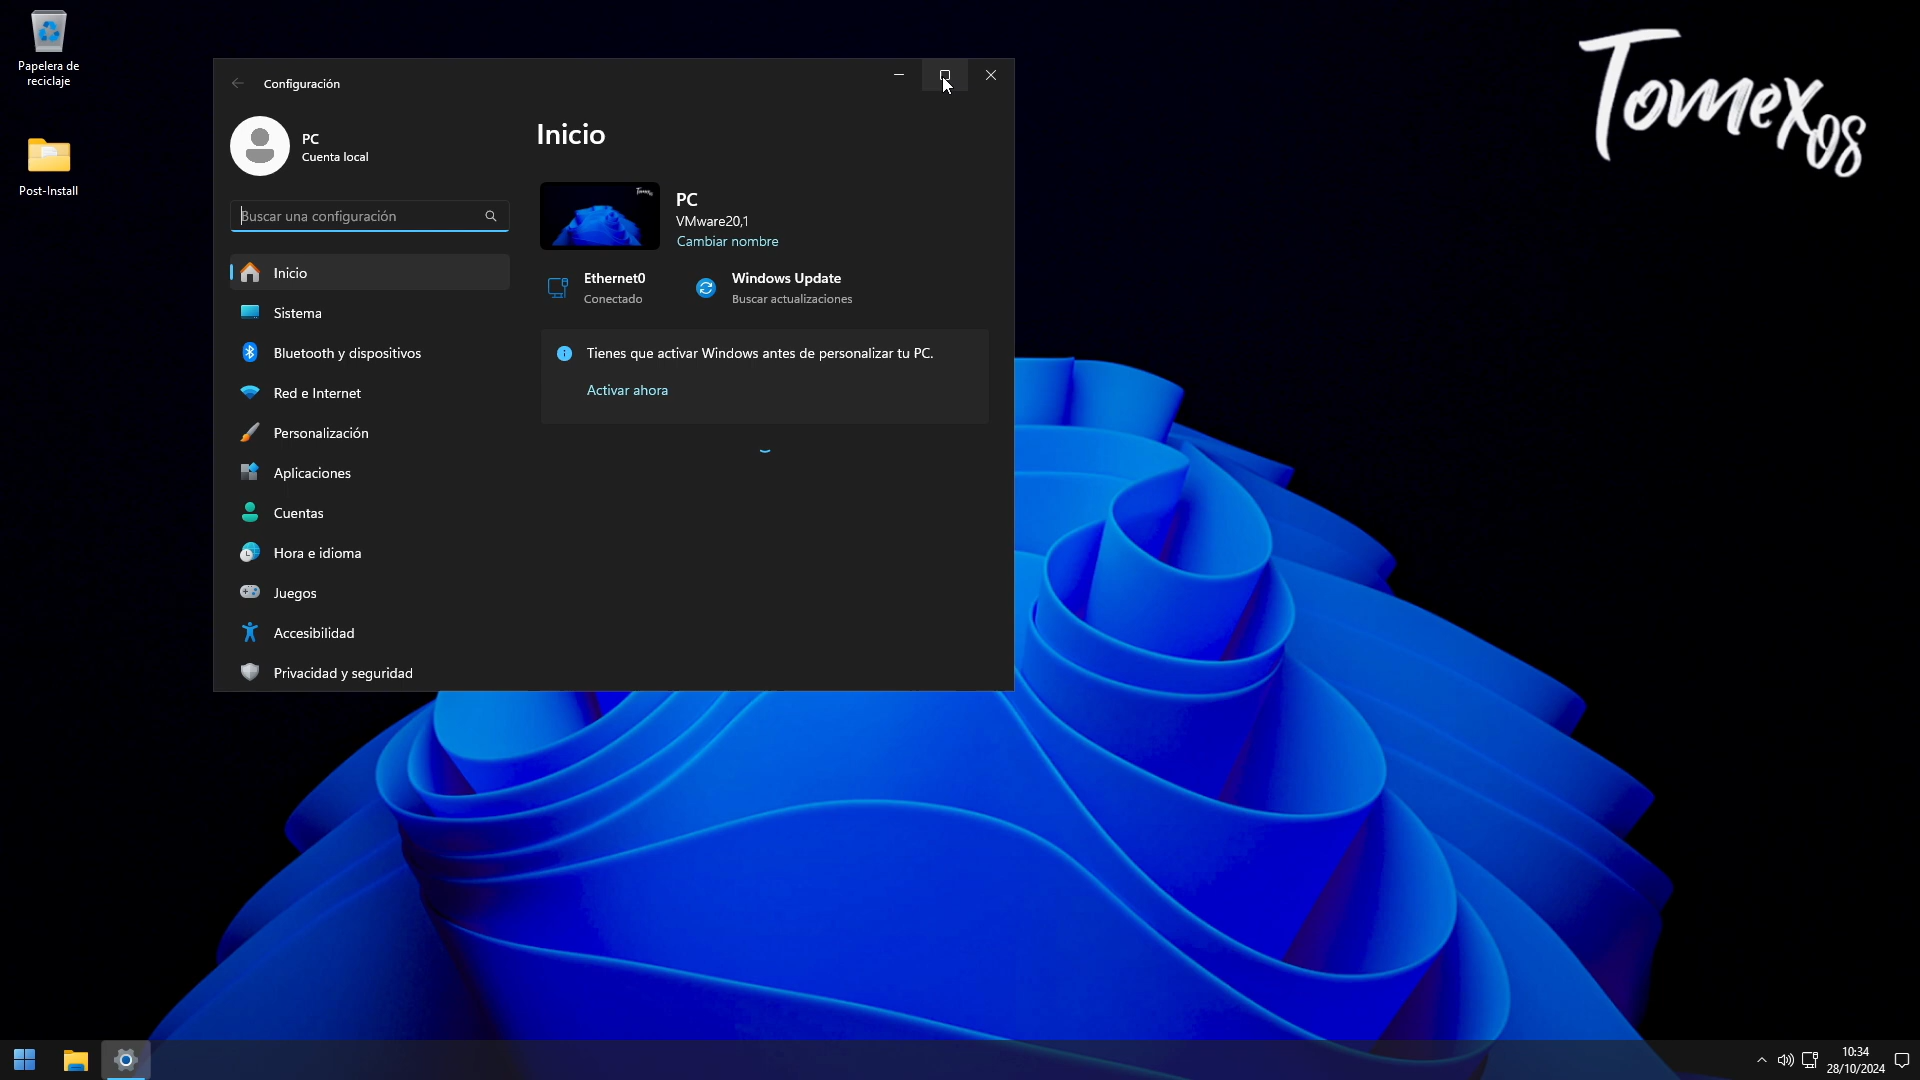 Papelera de
reciclaje
Post-Install
Tomex OS
Configuración
PC
Cuenta local
Buscar una configuración
Inicio
Sistema
Bluetooth y dispositivos
Red e Internet
Personalización
Aplicaciones
Cuentas
Hora e idioma
Juegos
Accesibilidad
Privacidad y seguridad
Inicio
PC
VMware20,1
Cambiar nombre
Ethernet0
Conectado
Windows Update
Buscar actualizaciones
Tienes que activar Windows antes de personalizar tu PC.
Activar ahora
10:34
28/10/2024